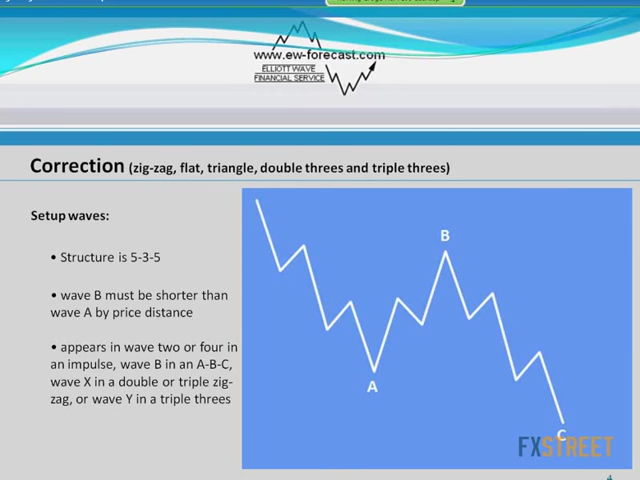 www.ew-forecast.com
ELLIOTT WAVE
FINANCIAL SERVICE
Correction (zig-zag, flat, triangle, double threes and triple threes)
Setup waves:
• Structure is 5-3-5
• wave B must be shorter than
wave A by price distance
• appears in wave two or four in
an impulse, wave B in an A-B-C,
wave X in a double or triple zig-
zag, or wave Y in a triple threes
B
A
C
FXSTREET
4